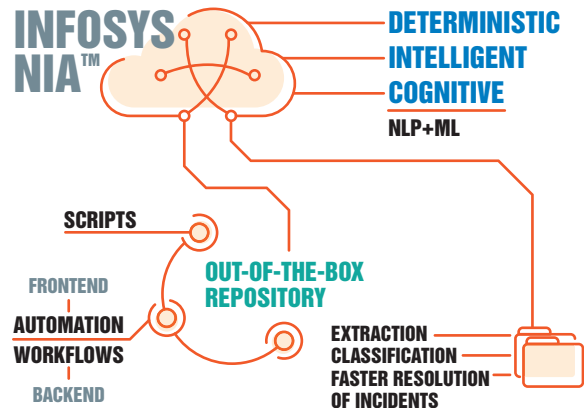 INFOSYS
NIA™
DETERMINISTIC
INTELLIGENT
COGNITIVE
NLP+ML
SCRIPTS
OUT-OF-THE-BOX
REPOSITORY
FRONTEND
AUTOMATION
WORKFLOWS
BACKEND
EXTRACTION
CLASSIFICATION
FASTER RESOLUTION
OF INCIDENTS